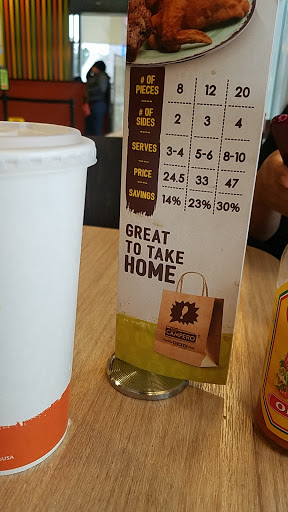 # OF PIECES 8 12 20
# OF SIDES 2 3 4
SERVES 3-4 5-6 8-10
PRICE 24.5 33 47
SAVINGS 14% 23% 30%
GREAT
TO TAKE
HOME
CAMPERO
USA